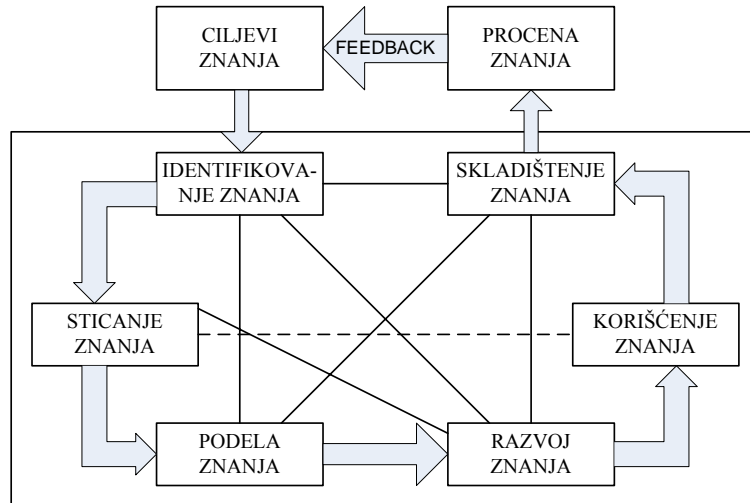 CILJEVI
ZNANJA
FEEDBACK
PROCENA
ZNANJA
IDENTIFIKOVA-
NJE ZNANJA
SKLADIŠTENJE
ZNANJA
STICANJE
ZNANJA
KORIŠĆENJE
ZNANJA
PODELA
ZNANJA
RAZVOJ
ZNANJA